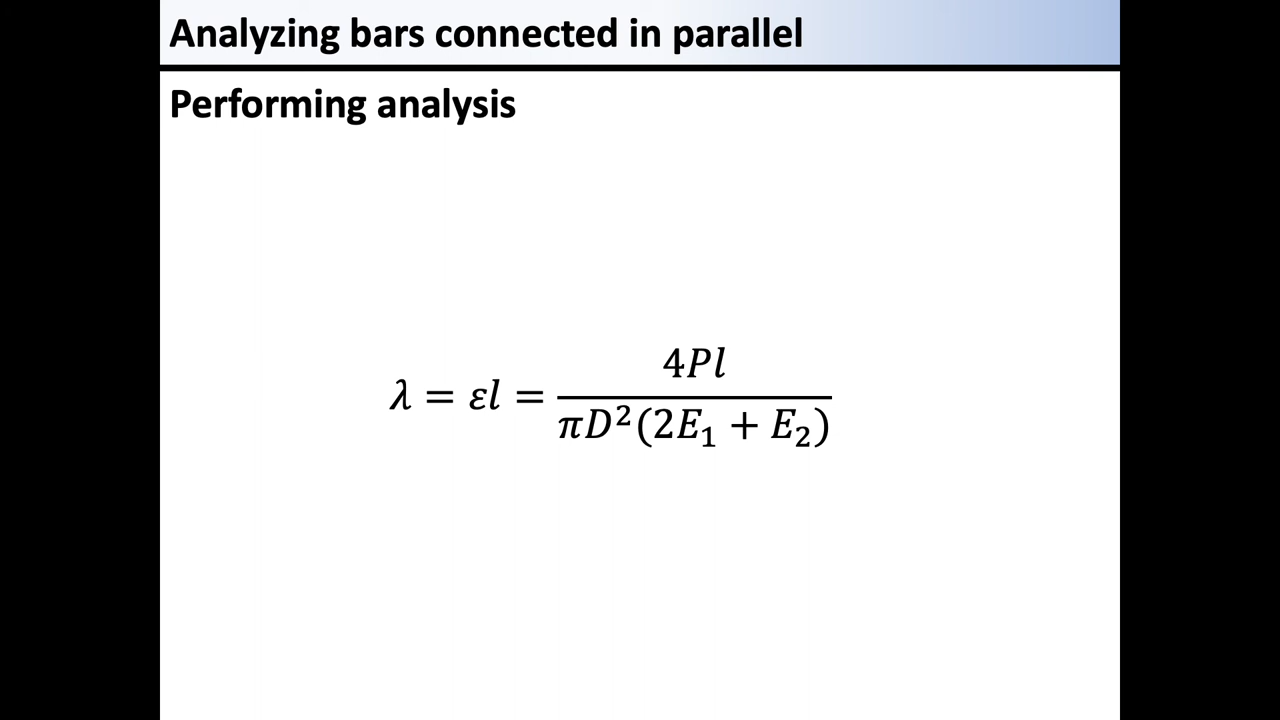 Analyzing bars connected in parallel
Performing analysis
λ = εl = 4Pl / πD²(2E₁ + E₂)